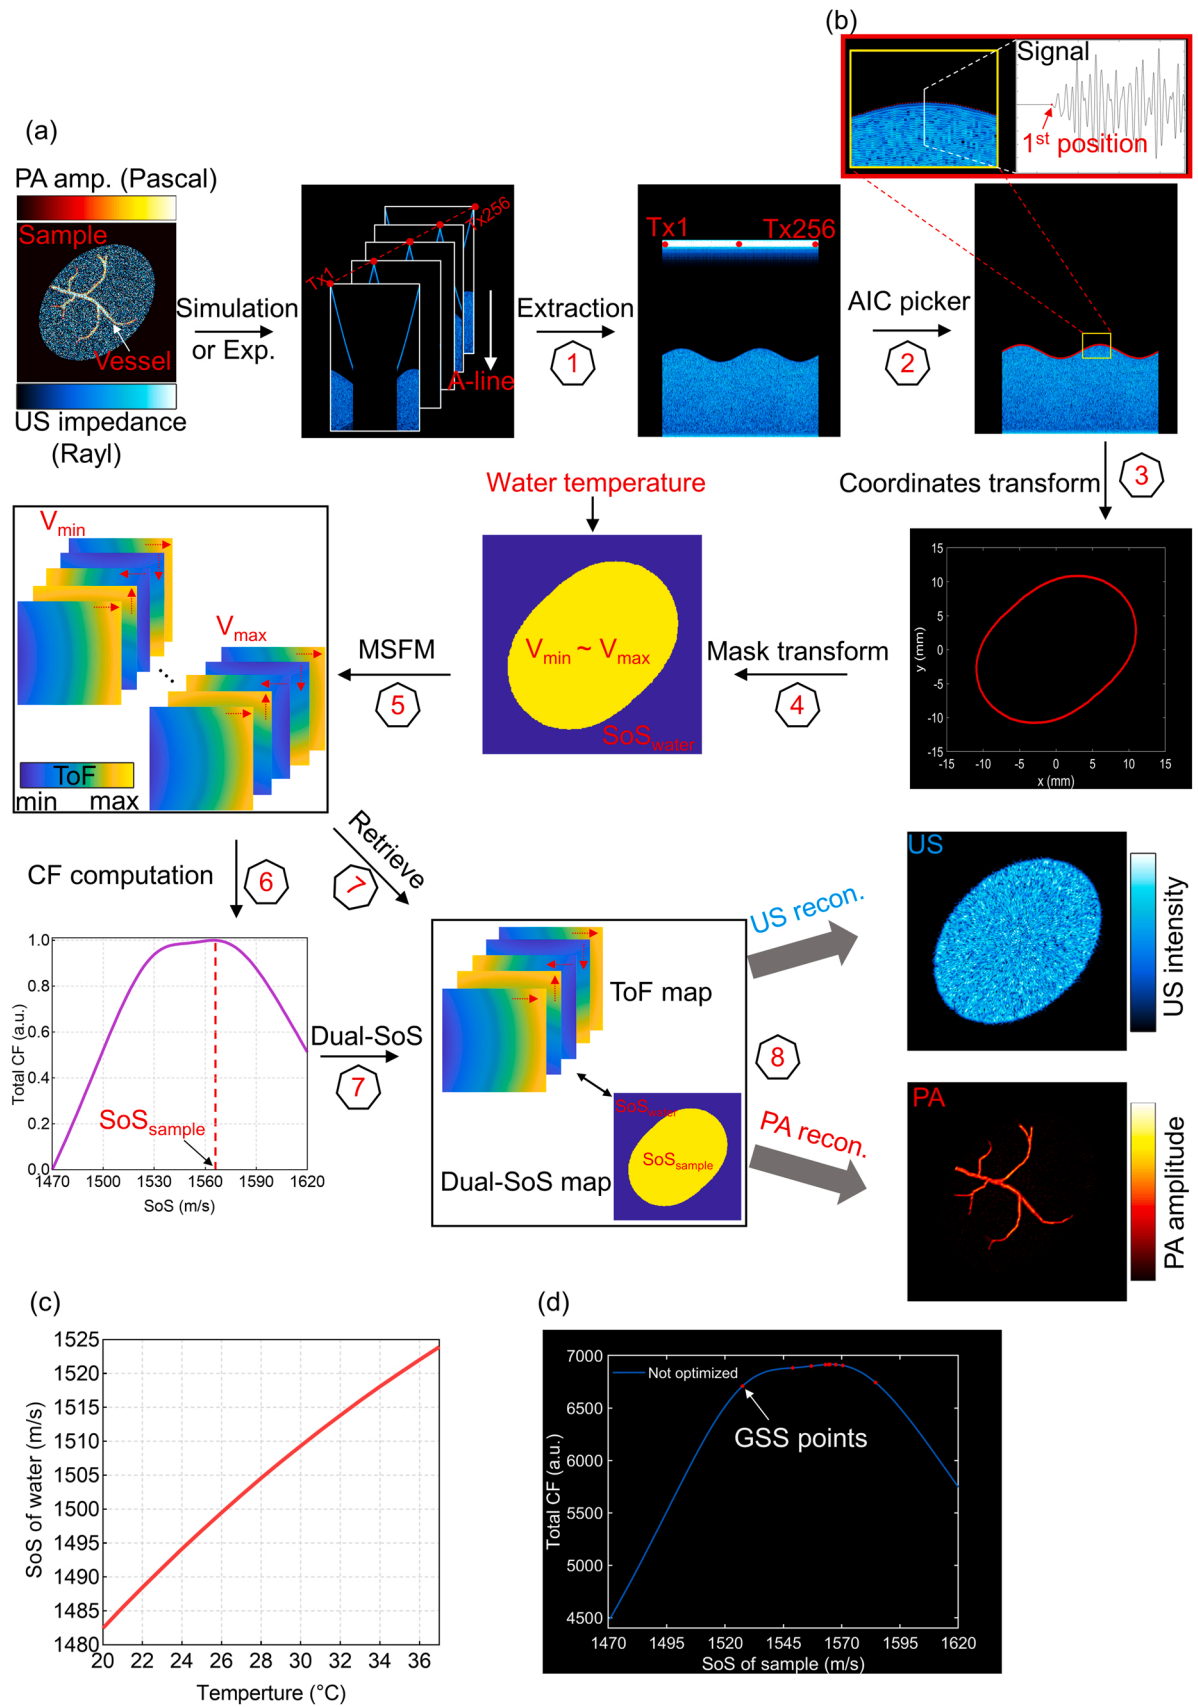 (b)
Signal
1st position
(a)
PA amp. (Pascal)
Sample
Vessel
US impedance
(Rayl)
Simulation
or Exp.
Tx1
Tx256
A-line
Extraction
1
Tx1
Tx256
AIC picker
2
Coordinates transform
3
15
10
5
0
-5
-10
-15
y (mm)
-15
-10
-5
0
5
10
15
x (mm)
Mask transform
4
Water temperature
Vmin ~ Vmax
SoSwater
MSFM
5
Vmin
Vmax
ToF
min
max
CF computation
6
Retrieve
7
1.0
0.8
0.6
0.4
0.2
0.0
Total CF (a.u.)
SoSsample
1470
1500
1530
1560
1590
1620
SoS (m/s)
Dual-SoS
7
ToF map
SoSwater
SoSsample
Dual-SoS map
8
US recon.
PA recon.
US
US intensity
PA
PA amplitude
(c)
1525
1520
1515
1510
1505
1500
1495
1490
1485
1480
SoS of water (m/s)
20
22
24
26
28
30
32
34
36
Temperture (°C)
(d)
7000
6500
6000
5500
5000
4500
Total CF (a.u.)
Not optimized
GSS points
1470
1495
1520
1545
1570
1595
1620
SoS of sample (m/s)